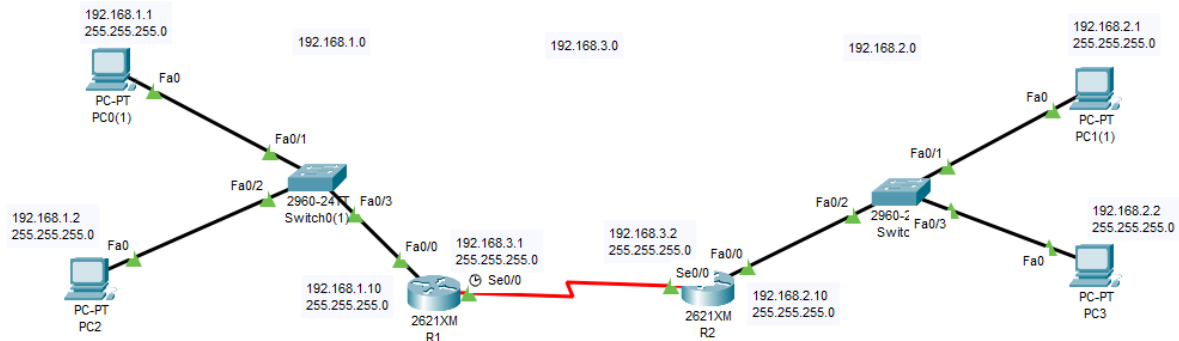 192.168.1.1
255.255.255.0
192.168.1.0
192.168.3.0
192.168.2.0
192.168.2.1
255.255.255.0
Fa0
PC-PT
PC0(1)
Fa0
PC-PT
PC1(1)
Fa0/1
Fa0/1
Fa0/2
2960-24TT
Switch0(1)
Fa0/3
Fa0/2
2960-2
Switc
Fa0/3
192.168.1.2
255.255.255.0
192.168.2.2
255.255.255.0
Fa0
PC-PT
PC2
Fa0/0
192.168.3.1
255.255.255.0
Se0/0
192.168.3.2
255.255.255.0
Se0/0
Fa0/0
Fa0
PC-PT
PC3
192.168.1.10
255.255.255.0
2621XM
R1
2621XM
R2
192.168.2.10
255.255.255.0